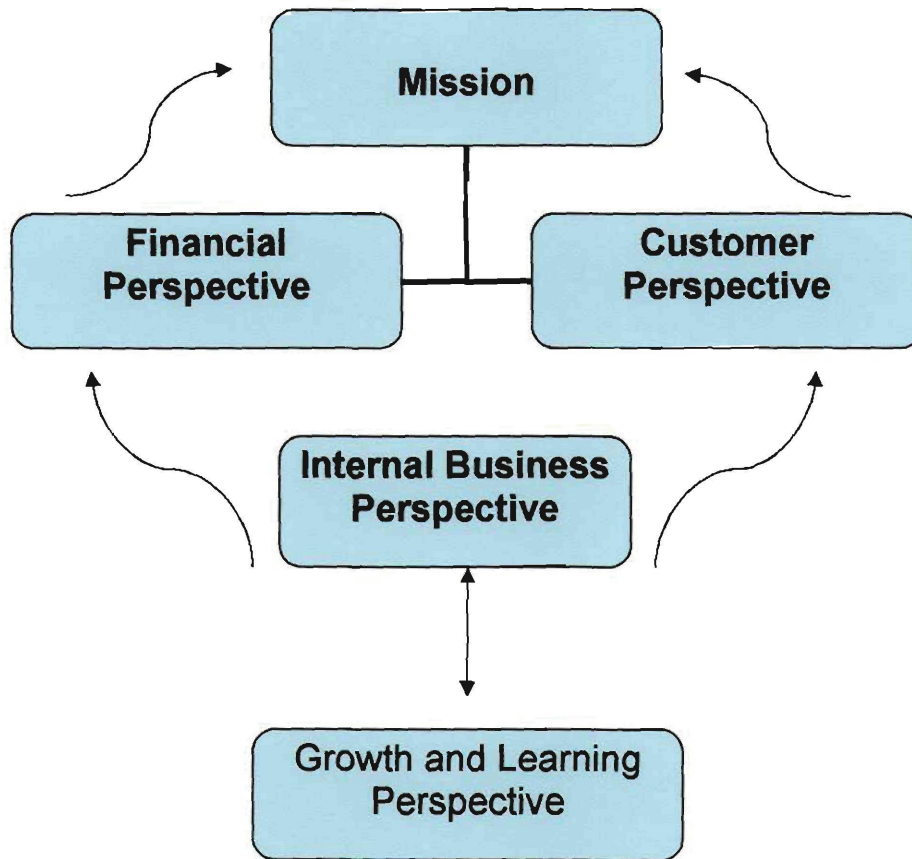 Mission
Financial
Perspective
Customer
Perspective
Internal Business
Perspective
Growth and Learning
Perspective